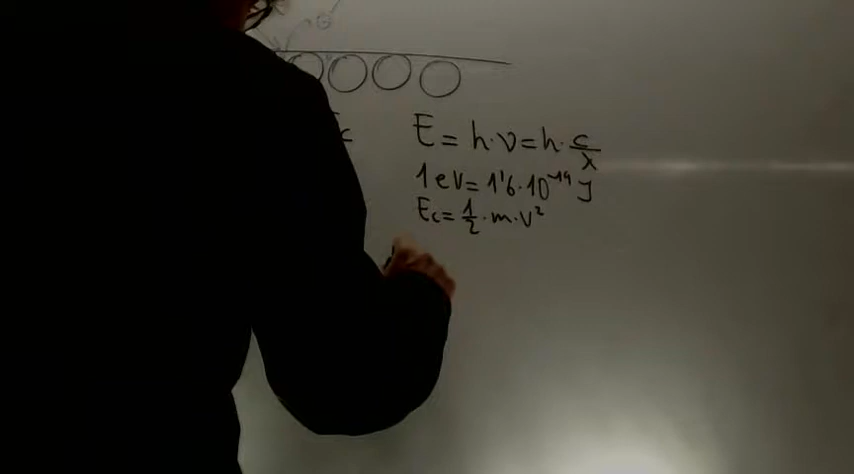 E = h·ν = h· c/λ
1 eV = 1'6·10⁻¹⁹ J
Ec = 1/2 ·m·v²